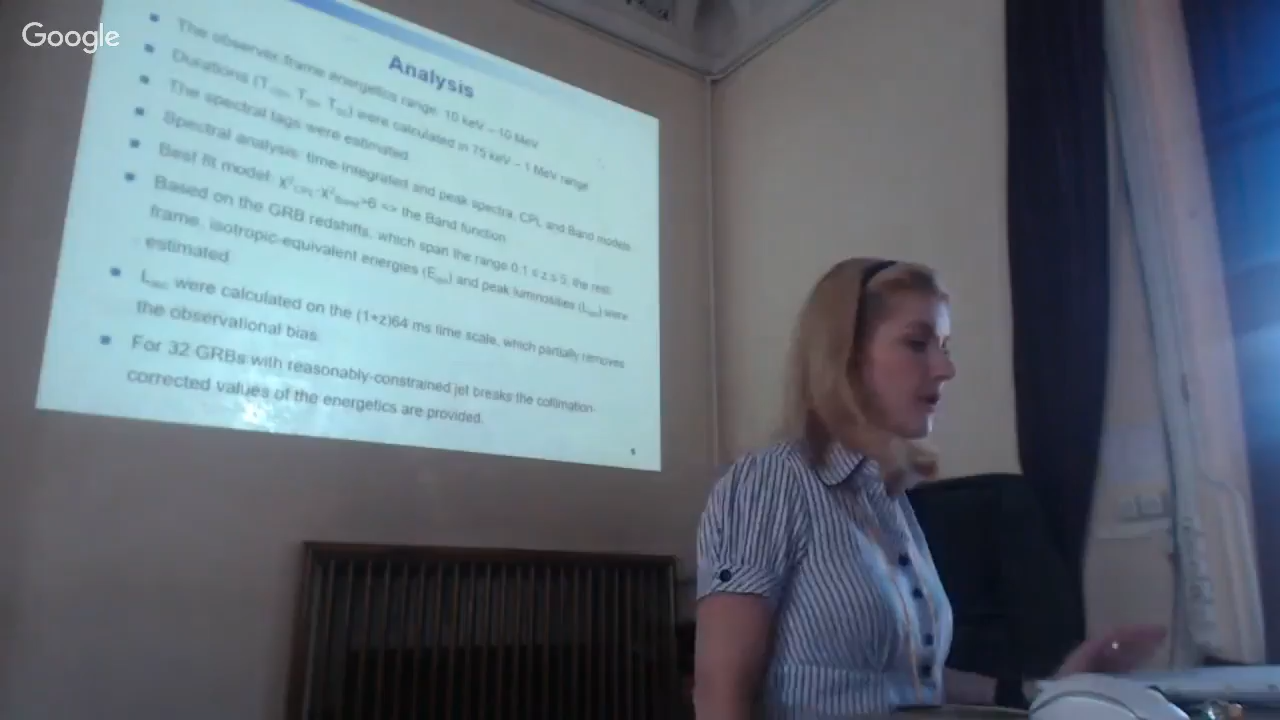 Google
Analysis
The observer frame energetics range: 10 keV – 10 MeV
Durations (T, T, T) were calculated in 75 keV – 1 MeV range
The spectral lags were estimated
Spectral analysis: time-integrated and peak spectra, CPL and Band models
Best fit model: χ²CPL-χ²Band>6 <=> the Band function
Based on the GRB redshifts, which span the range 0.1 ≤ z ≤ 5, the rest-
frame, isotropic-equivalent energies (Eiso) and peak luminosities (Liso) were
estimated
Liso were calculated on the (1+z)64 ms time scale, which partially removes
the observational bias
For 32 GRBs with reasonably-constrained jet breaks the collimation-
corrected values of the energetics are provided.